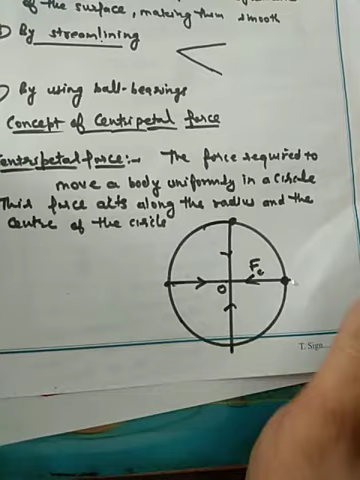 of the surface, making them smooth
By streamlining
By using ball-bearings
Concept of Centripetal force
Centripetal force:- The force required to
move a body uniformly in a circle
This force acts along the radius and the
centre of the circle
Fc
O
T. Sign...